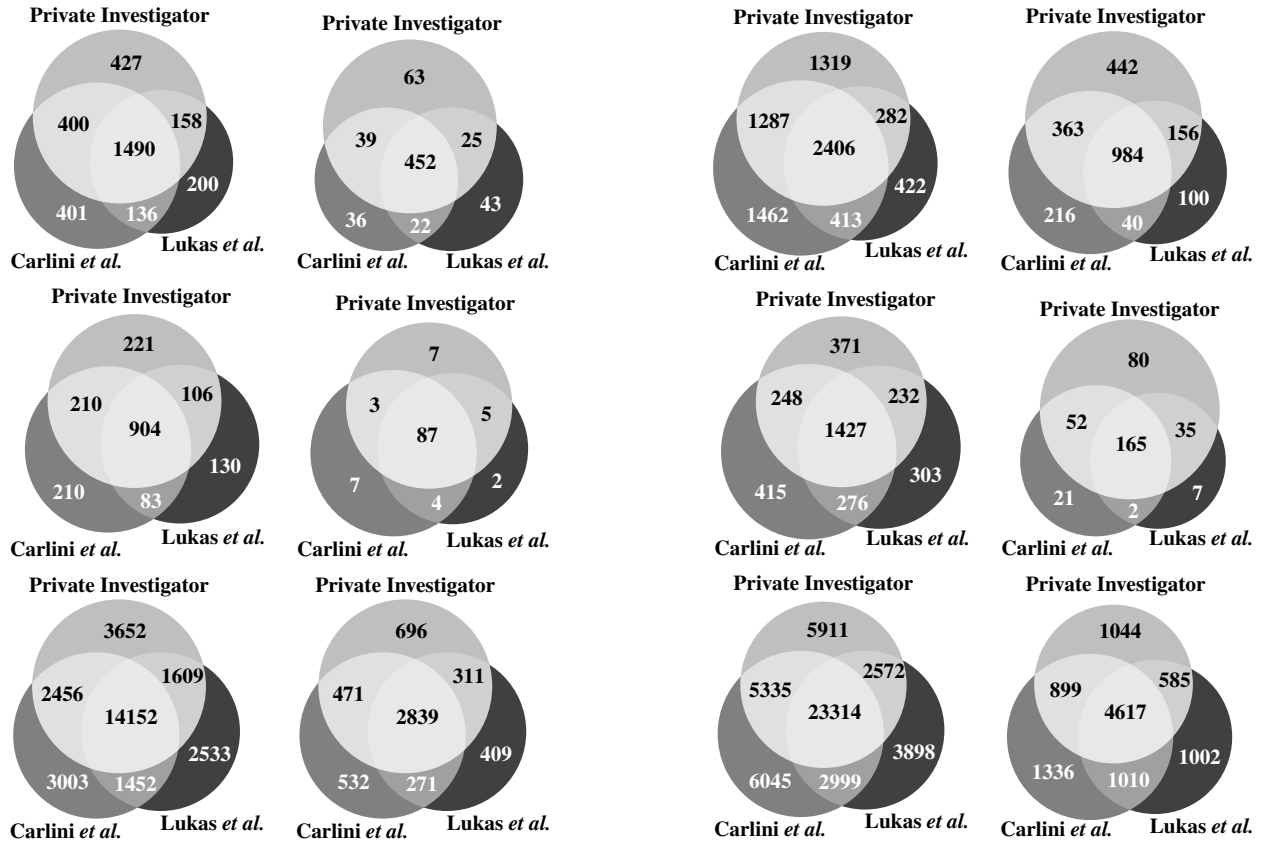 Private Investigator
427
400
158
1490
200
401
136
Carlini et al.
Lukas et al.
Private Investigator
63
39
25
452
43
36
22
Carlini et al.
Lukas et al.
Private Investigator
1319
1287
282
2406
422
1462
413
Carlini et al.
Lukas et al.
Private Investigator
442
363
156
984
100
216
40
Carlini et al.
Lukas et al.
Private Investigator
221
210
106
904
130
210
83
Carlini et al.
Lukas et al.
Private Investigator
7
3
5
87
2
7
4
Carlini et al.
Lukas et al.
Private Investigator
371
248
232
1427
303
415
276
Carlini et al.
Lukas et al.
Private Investigator
80
52
35
165
7
21
2
Carlini et al.
Lukas et al.
Private Investigator
3652
2456
1609
14152
2533
3003
1452
Carlini et al.
Lukas et al.
Private Investigator
696
471
311
2839
409
532
271
Carlini et al.
Lukas et al.
Private Investigator
5911
5335
2572
23314
3898
6045
2999
Carlini et al.
Lukas et al.
Private Investigator
1044
899
585
4617
1002
1336
1010
Carlini et al.
Lukas et al.